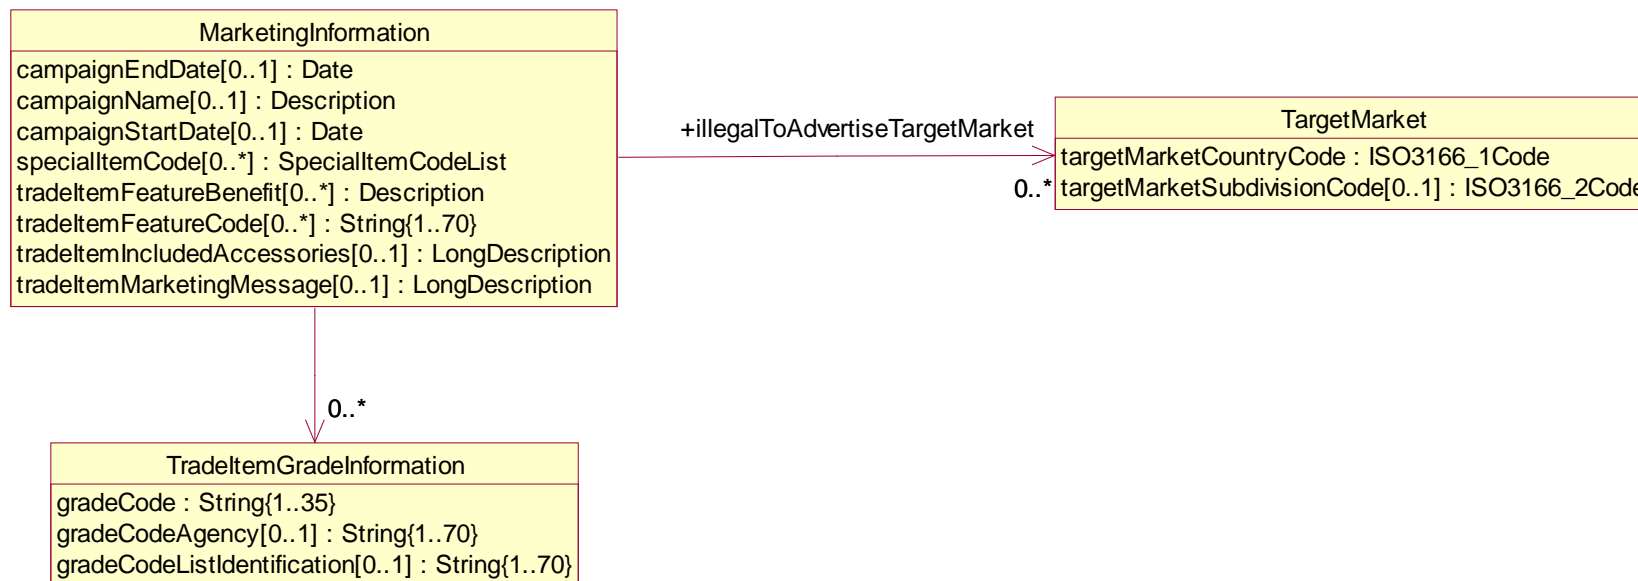 MarketingInformation
campaignEndDate[0..1] : Date
campaignName[0..1] : Description
campaignStartDate[0..1] : Date
specialItemCode[0..*] : SpecialItemCodeList
tradeItemFeatureBenefit[0..*] : Description
tradeItemFeatureCode[0..*] : String{1..70}
tradeItemIncludedAccessories[0..1] : LongDescription
tradeItemMarketingMessage[0..1] : LongDescription
+illegalToAdvertiseTargetMarket
0..*
TargetMarket
targetMarketCountryCode : ISO3166_1Code
targetMarketSubdivisionCode[0..1] : ISO3166_2Code
0..*
TradeItemGradeInformation
gradeCode : String{1..35}
gradeCodeAgency[0..1] : String{1..70}
gradeCodeListIdentification[0..1] : String{1..70}